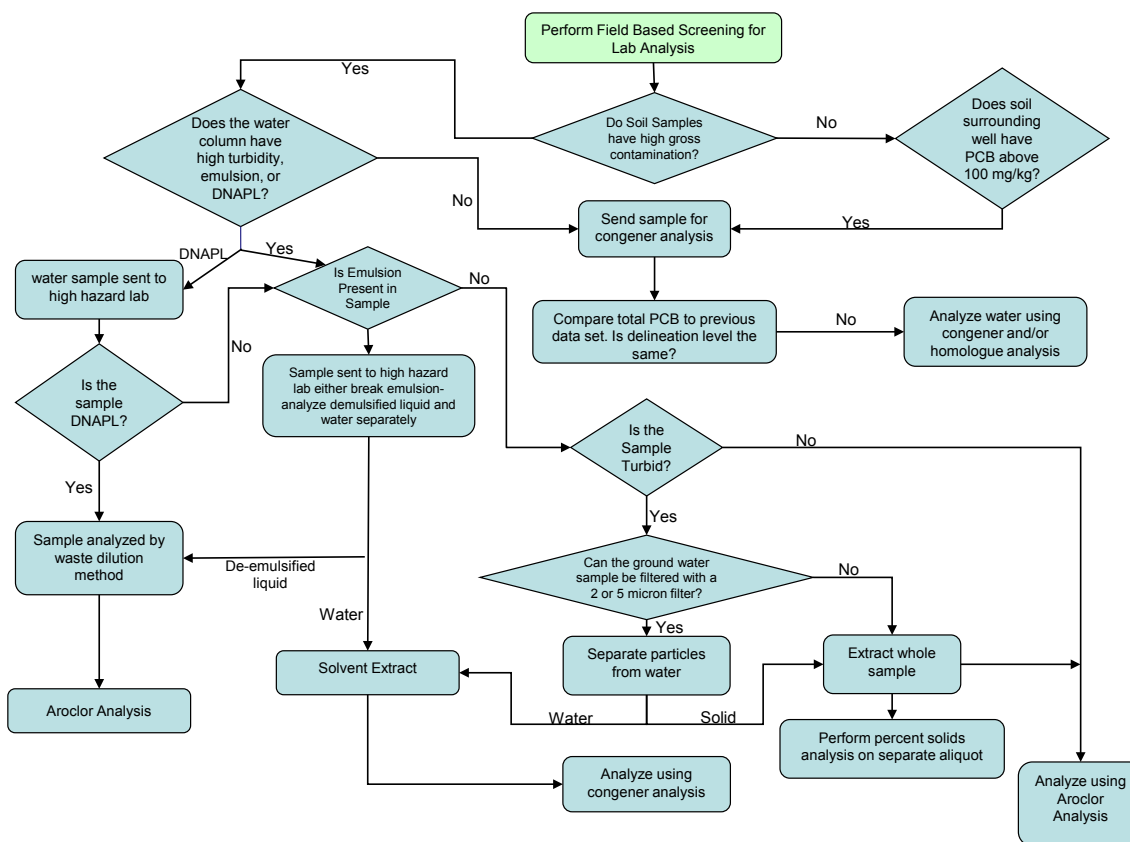 Perform Field Based Screening for
Lab Analysis
Yes
Do Soil Samples
have high gross
contamination?
No
Does soil
surrounding
well have
PCB above
100 mg/kg?
Does the water
column have
high turbidity,
emulsion, or
DNAPL?
No
Send sample for
congener analysis
Yes
DNAPL
Yes
water sample sent to
high hazard lab
Is Emulsion
Present in
Sample
No
Compare total PCB to previous
data set. Is delineation level the
same?
No
Analyze water using
congener and/or
homologue analysis
No
Is the
sample
DNAPL?
Sample sent to high hazard
lab either break emulsion-
analyze demulsified liquid and
water separately
Is the
Sample
Turbid?
No
Yes
Yes
Sample analyzed by
waste dilution
method
De-emulsified
liquid
Can the ground water
sample be filtered with a
2 or 5 micron filter?
No
Water
Yes
Solvent Extract
Separate particles
from water
Extract whole
sample
Aroclor Analysis
Water
Solid
Perform percent solids
analysis on separate aliquot
Analyze using
congener analysis
Analyze using
Aroclor
Analysis